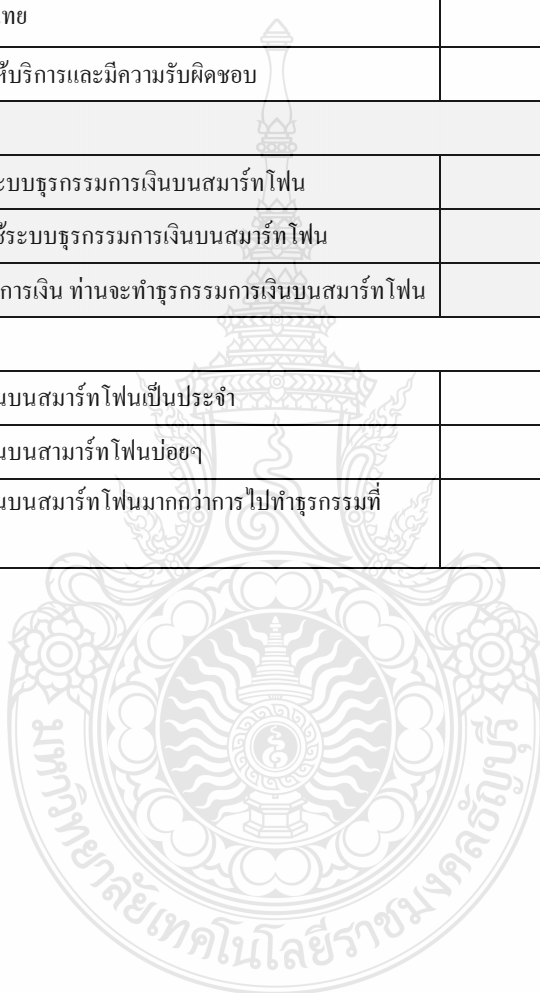 ทย
ห้บริการและมีความรับผิดชอบ
ะบบธุรกรรมการเงินบนสมาร์ทโฟน
ช้ระบบธุรกรรมการเงินบนสมาร์ทโฟน
การเงิน ท่านจะทำธุรกรรมการเงินบนสมาร์ทโฟน
นบนสมาร์ทโฟนเป็นประจำ
นบนสามาร์ทโฟนบ่อยๆ
นบนสมาร์ทโฟนมากกว่าการไปทำธุรกรรมที่
มหาวิทยาลัยเทคโนโลยีราชมงคลธัญบุรี